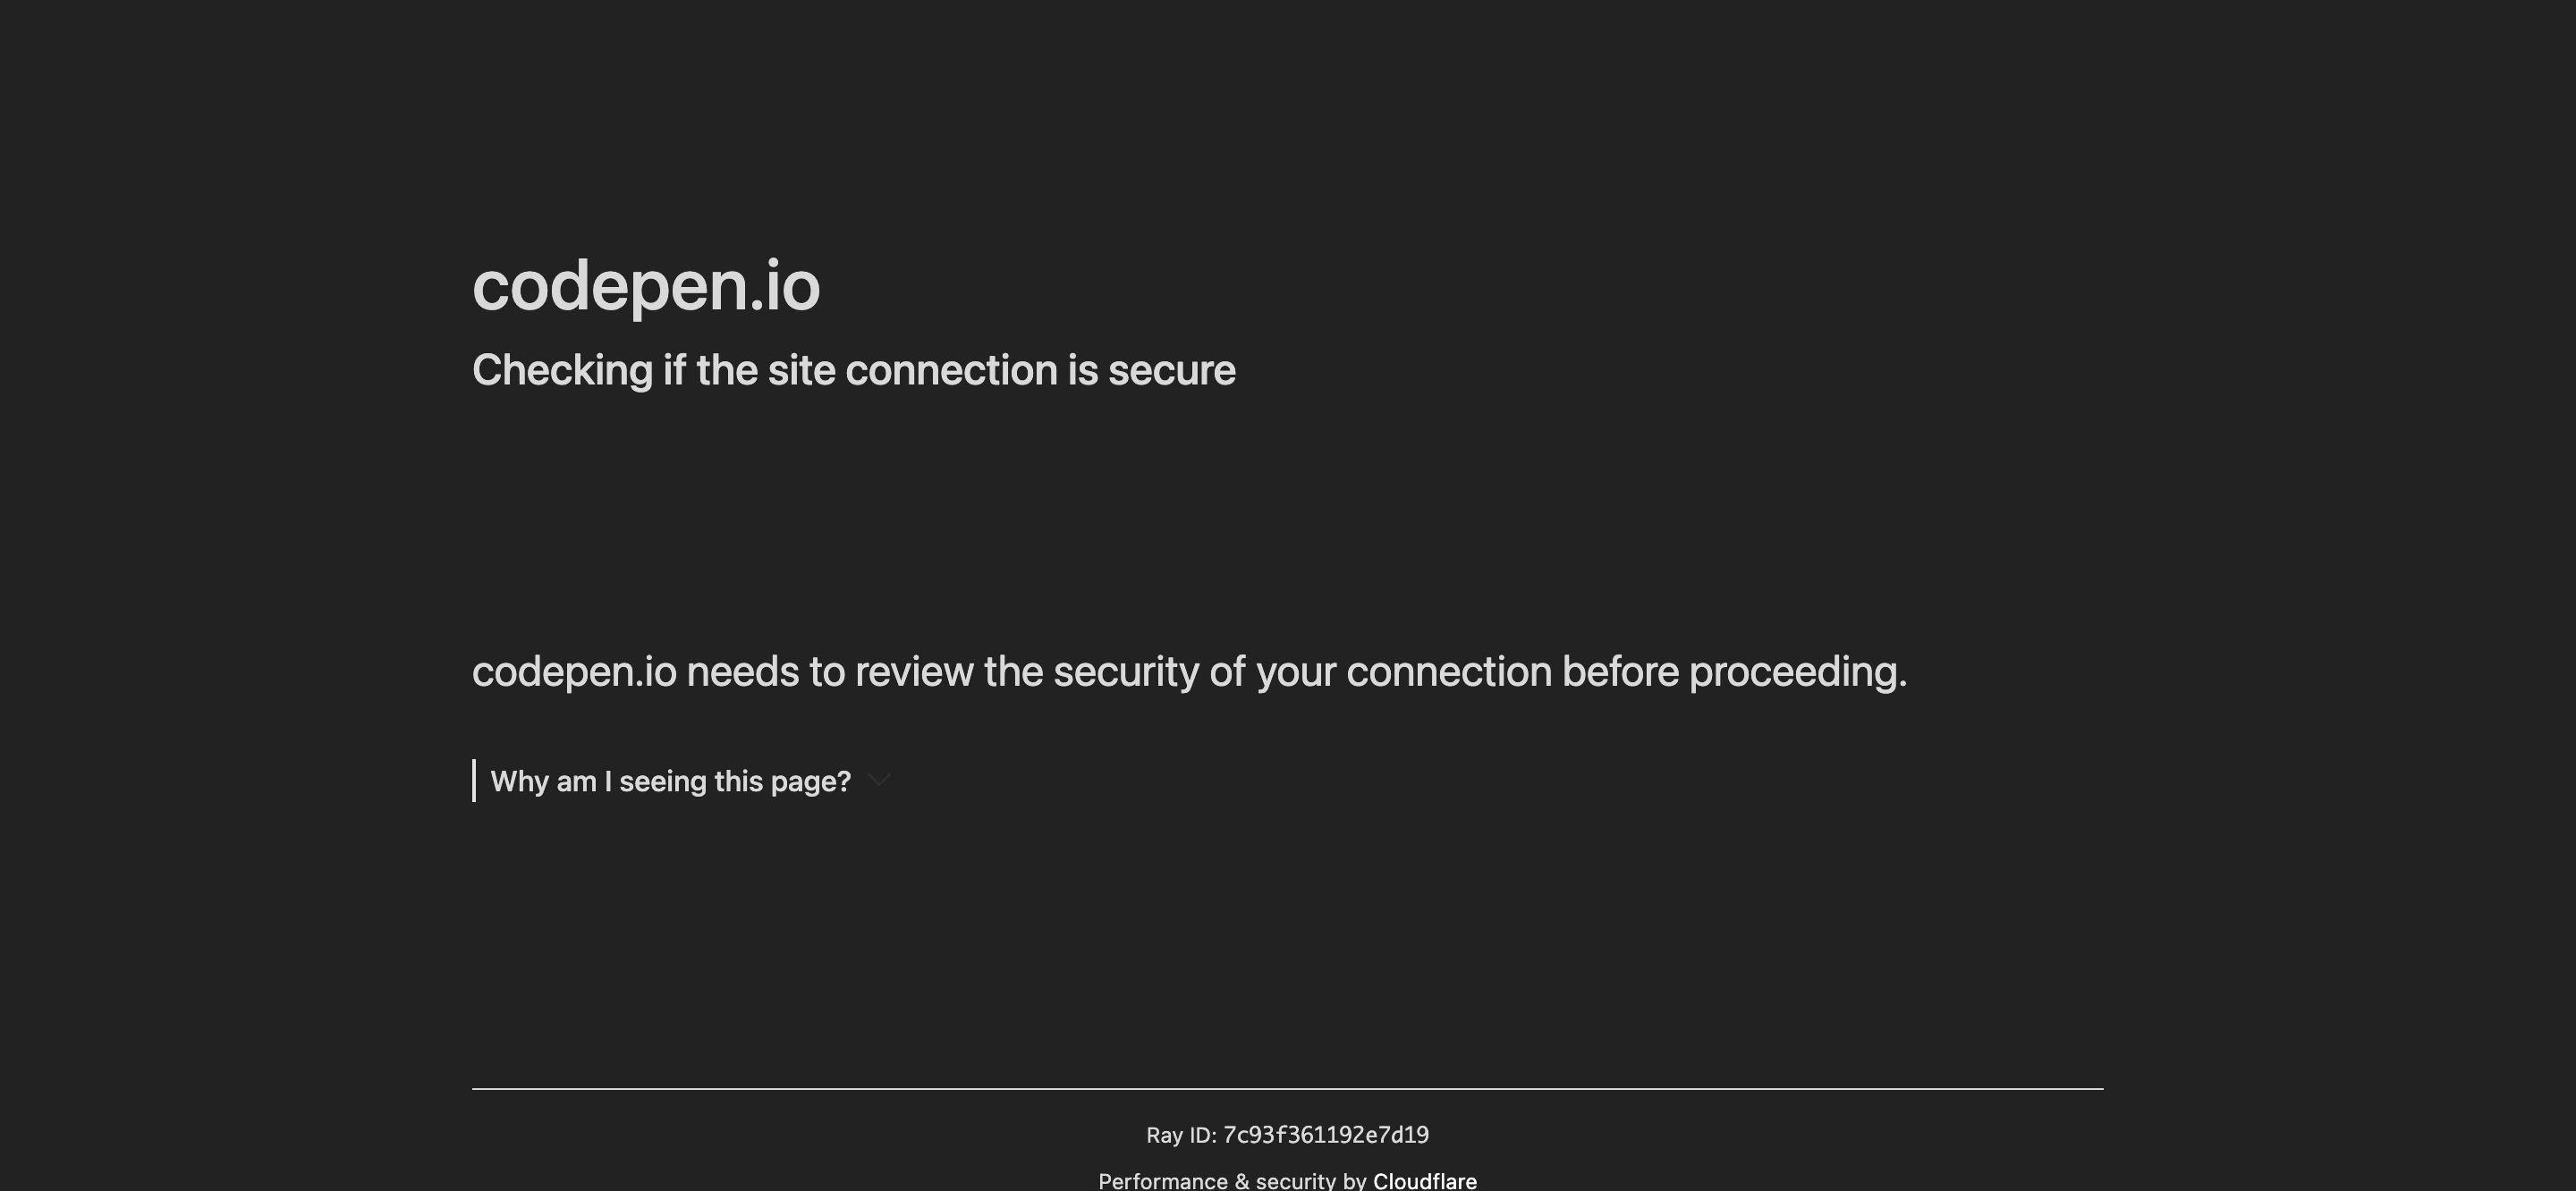 codepen.io
Checking if the site connection is secure
codepen.io needs to review the security of your connection before proceeding.
Why am I seeing this page?
Ray ID: 7c93f361192e7d19
Performance & security by Cloudflare